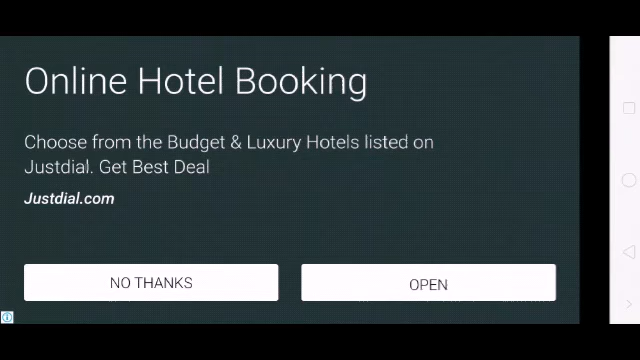 Online Hotel Booking
Choose from the Budget & Luxury Hotels listed on
Justdial. Get Best Deal
Justdial.com
NO THANKS
OPEN